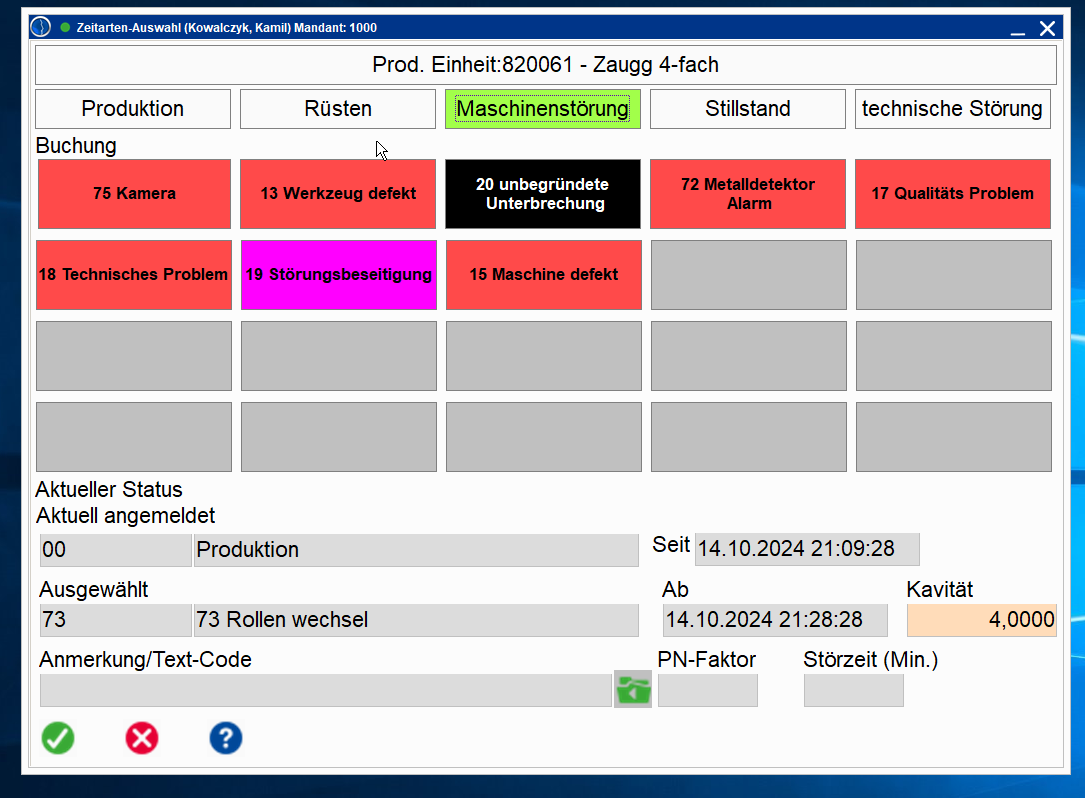 Zeitarten-Auswahl (Kowalczyk, Kamil) Mandant: 1000
Prod. Einheit:820061 - Zaugg 4-fach
Produktion
Rüsten
Maschinenstörung
Stillstand
technische Störung
Buchung
75 Kamera
13 Werkzeug defekt
20 unbegründete
Unterbrechung
72 Metalldetektor
Alarm
17 Qualitäts Problem
18 Technisches Problem
19 Störungsbeseitigung
15 Maschine defekt
Aktueller Status
Aktuell angemeldet
00
Produktion
Seit
14.10.2024 21:09:28
Ausgewählt
Ab
Kavität
73
73 Rollen wechsel
14.10.2024 21:28:28
4,0000
Anmerkung/Text-Code
PN-Faktor
Störzeit (Min.)
?